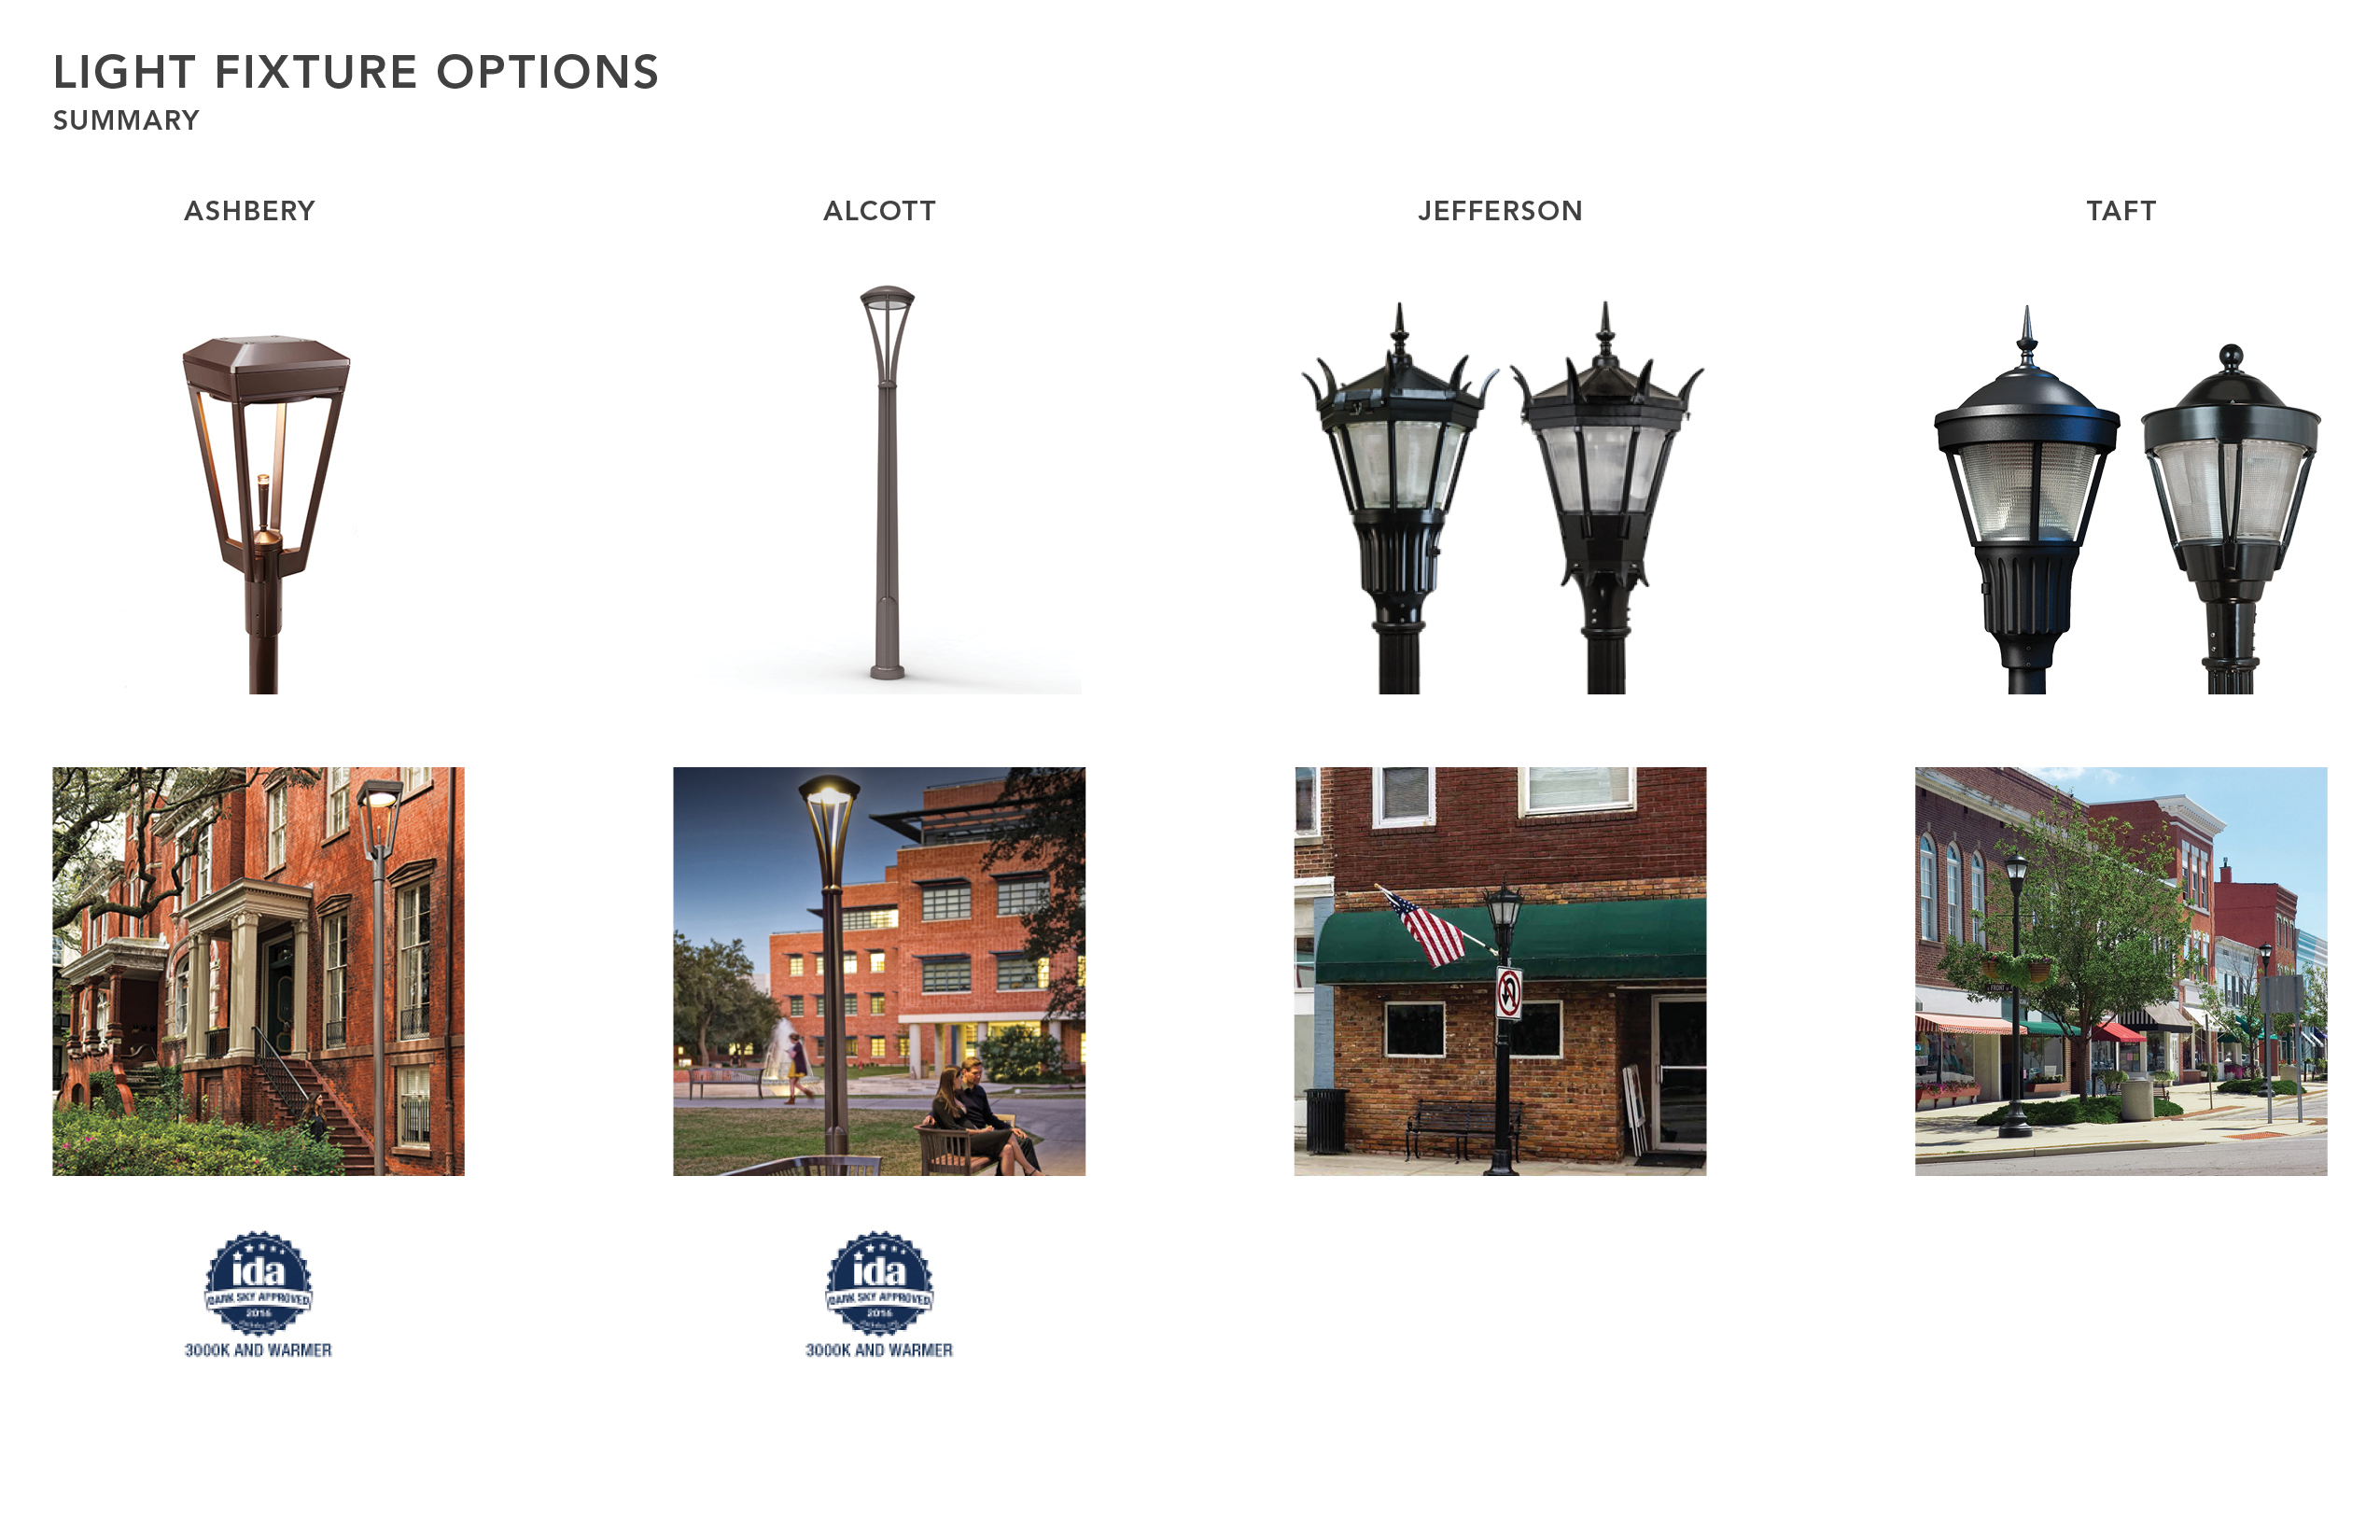 LIGHT FIXTURE OPTIONS
SUMMARY
ASHBERY
ALCOTT
JEFFERSON
TAFT
FRONT
ida
DARK SKY APPROVED
2016
3000K AND WARMER
ida
DARK SKY APPROVED
2016
3000K AND WARMER